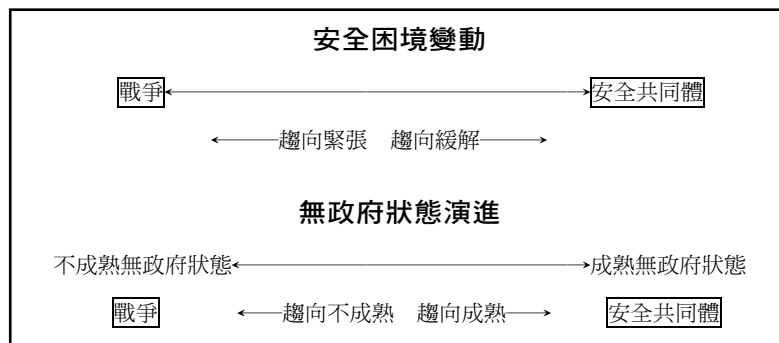 安全困境變動
戰爭 安全共同體
趨向緊張 趨向緩解
無政府狀態演進
不成熟無政府狀態 成熟無政府狀態
戰爭 趨向不成熟 趨向成熟 安全共同體